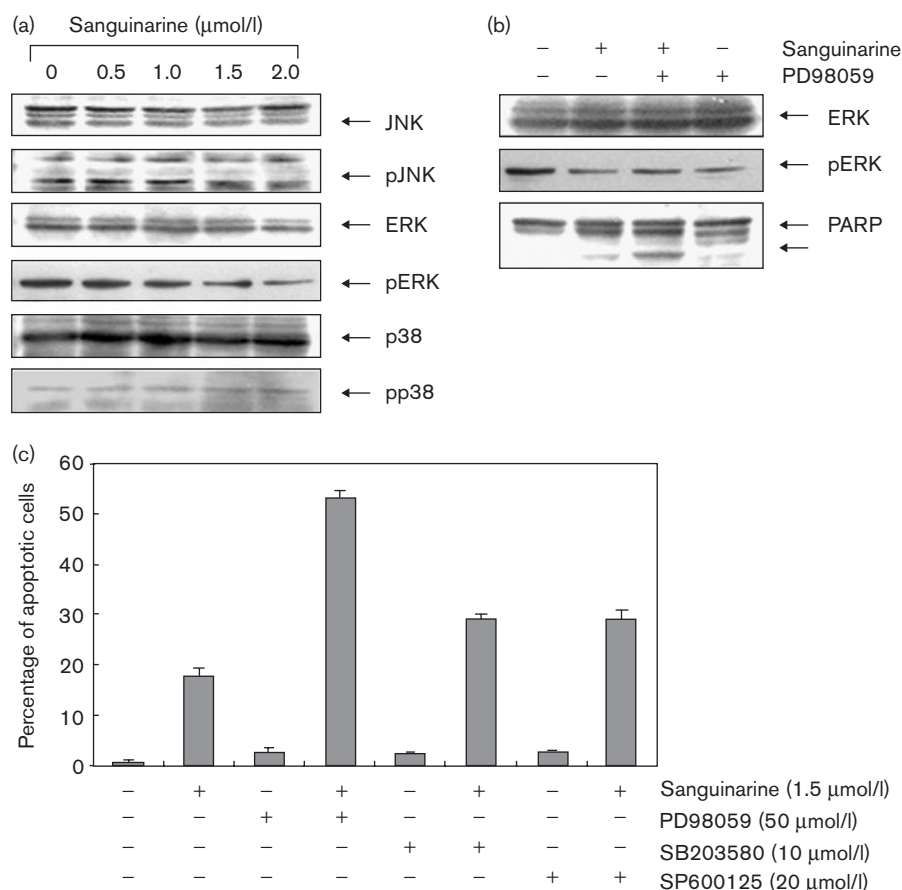 (a)
Sanguinarine (μmol/l)
0 0.5 1.0 1.5 2.0
JNK
pJNK
ERK
pERK
p38
pp38
(b)
− + + − Sanguinarine
− − + + PD98059
ERK
pERK
PARP
(c)
Percentage of apoptotic cells
60
50
40
30
20
10
0
− + − + − + − + Sanguinarine (1.5 μmol/l)
− − + + − − − − PD98059 (50 μmol/l)
− − − − + + − − SB203580 (10 μmol/l)
− − − − − − + + SP600125 (20 μmol/l)